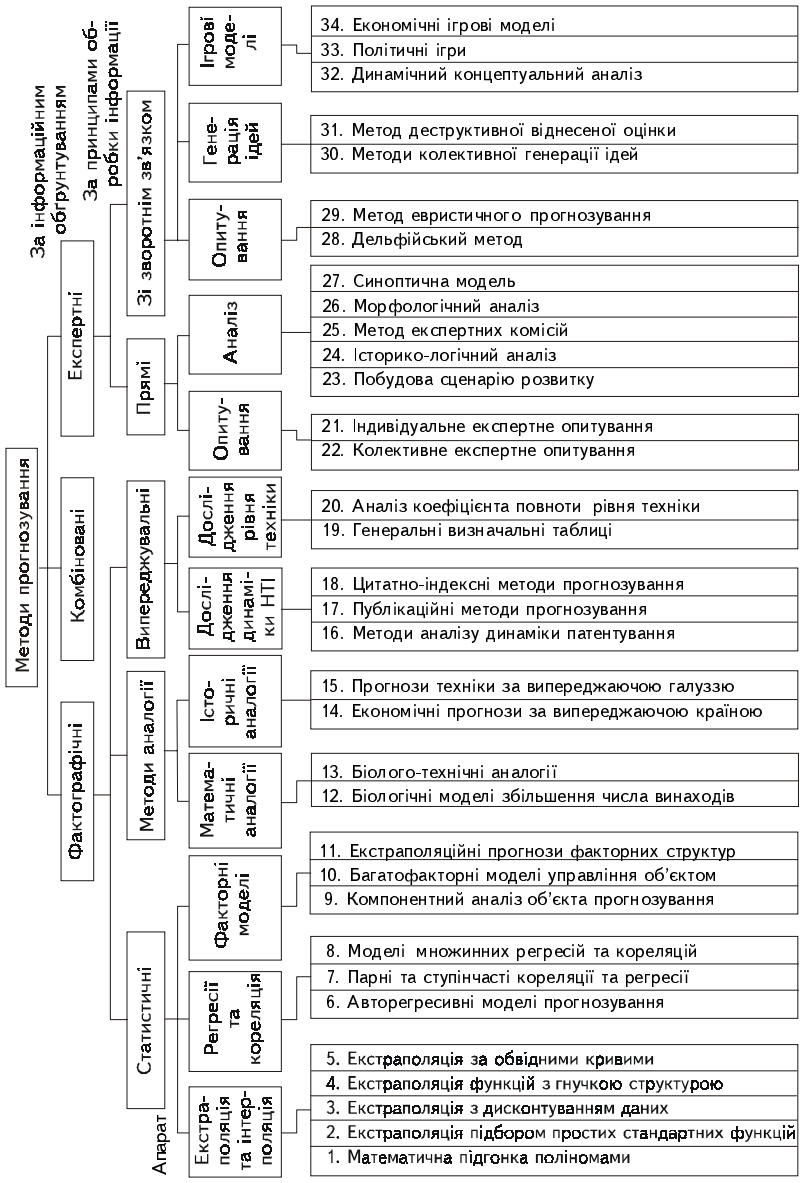 Методи прогнозування
За інформаційним
обґрунтуванням
Експертні
Комбіновані
Фактографічні
За принципами об-
робки інформації
Зі зворотнім зв'язком
Прямі
Випереджувальні
Методи аналогії
Статистичні
Апарат
Ігрові
моде-
лі
34. Економічні ігрові моделі
33. Політичні ігри
32. Динамічний концептуальний аналіз
Гене-
рація
ідей
31. Метод деструктивної віднесеної оцінки
30. Методи колективної генерації ідей
Опиту-
вання
29. Метод евристичного прогнозування
28. Дельфійський метод
Аналіз
27. Синоптична модель
26. Морфологічний аналіз
25. Метод експертних комісій
24. Історико-логічний аналіз
23. Побудова сценарію розвитку
Опиту-
вання
21. Індивідуальне експертне опитування
22. Колективне експертне опитування
Дослі-
дження
рівня
техніки
20. Аналіз коефіцієнта повноти рівня техніки
19. Генеральні визначальні таблиці
Дослі-
дження
динамі-
ки НТІ
18. Цитатно-індексні методи прогнозування
17. Публікаційні методи прогнозування
16. Методи аналізу динаміки патентування
Істо-
ричні
аналогії
15. Прогнози техніки за випереджаючою галуззю
14. Економічні прогнози за випереджаючою країною
Матема-
тичні
аналогії
13. Біолого-технічні аналогії
12. Біологічні моделі збільшення числа винаходів
Факторні
моделі
11. Екстраполяційні прогнози факторних структур
10. Багатофакторні моделі управління об'єктом
9. Компонентний аналіз об'єкта прогнозування
Регресії
та
кореляція
8. Моделі множинних регресій та кореляцій
7. Парні та ступінчасті кореляції та регресії
6. Авторегресивні моделі прогнозування
Екстра-
поляція
та інтер-
поляція
5. Екстраполяція за обвідними кривими
4. Екстраполяція функцій з гнучкою структурою
3. Екстраполяція з дисконтуванням даних
2. Екстраполяція підбором простих стандартних функцій
1. Математична підгонка поліномами